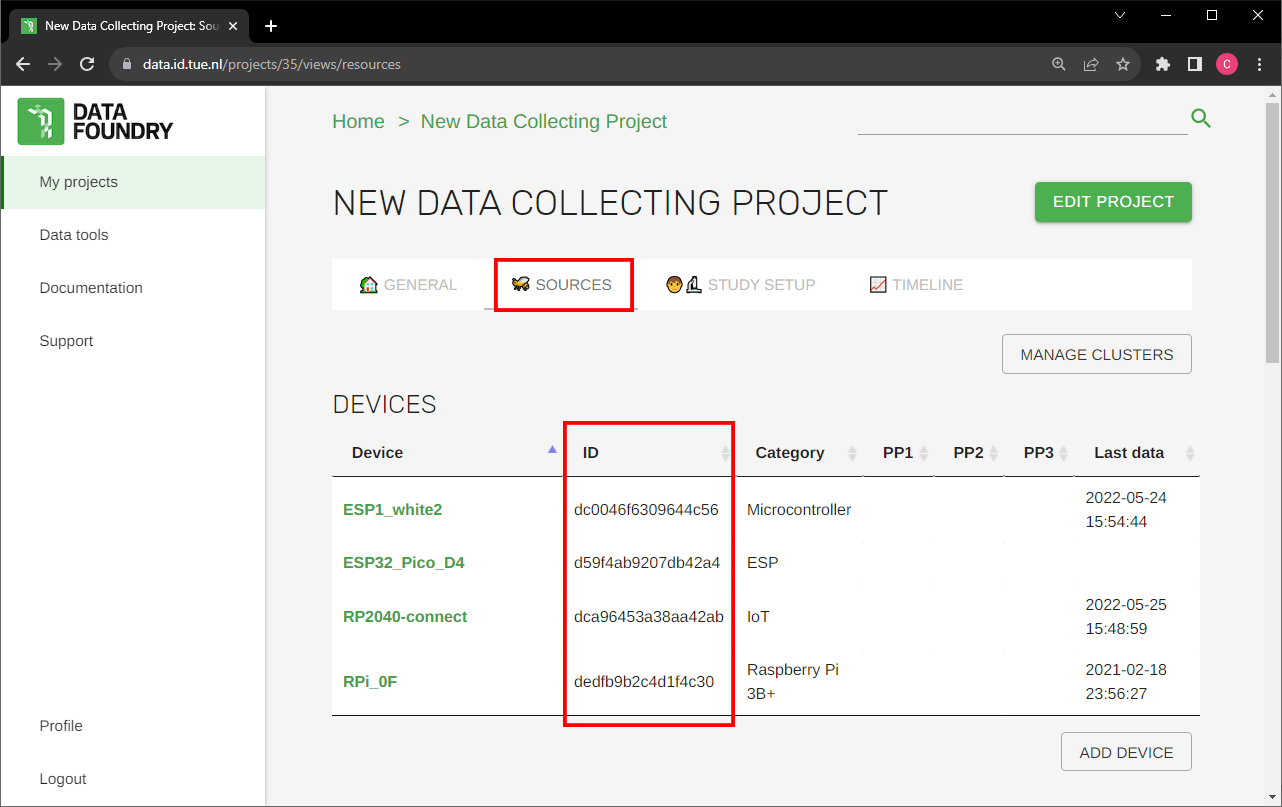 New Data Collecting Project: Sou
data.id.tue.nl/projects/35/views/resources
C
DATA
FOUNDRY
My projects
Data tools
Documentation
Support
Profile
Logout
Home > New Data Collecting Project
NEW DATA COLLECTING PROJECT
EDIT PROJECT
GENERAL SOURCES STUDY SETUP TIMELINE
MANAGE CLUSTERS
DEVICES
Device ID Category PP1 PP2 PP3 Last data
ESP1_white2 dc0046f6309644c56 Microcontroller 2022-05-24
15:54:44
ESP32_Pico_D4 d59f4ab9207db42a4 ESP
RP2040-connect dca96453a38aa42ab IoT 2022-05-25
15:48:59
RPi_0F dedfb9b2c4d1f4c30 Raspberry Pi 2021-02-18
3B+ 23:56:27
ADD DEVICE